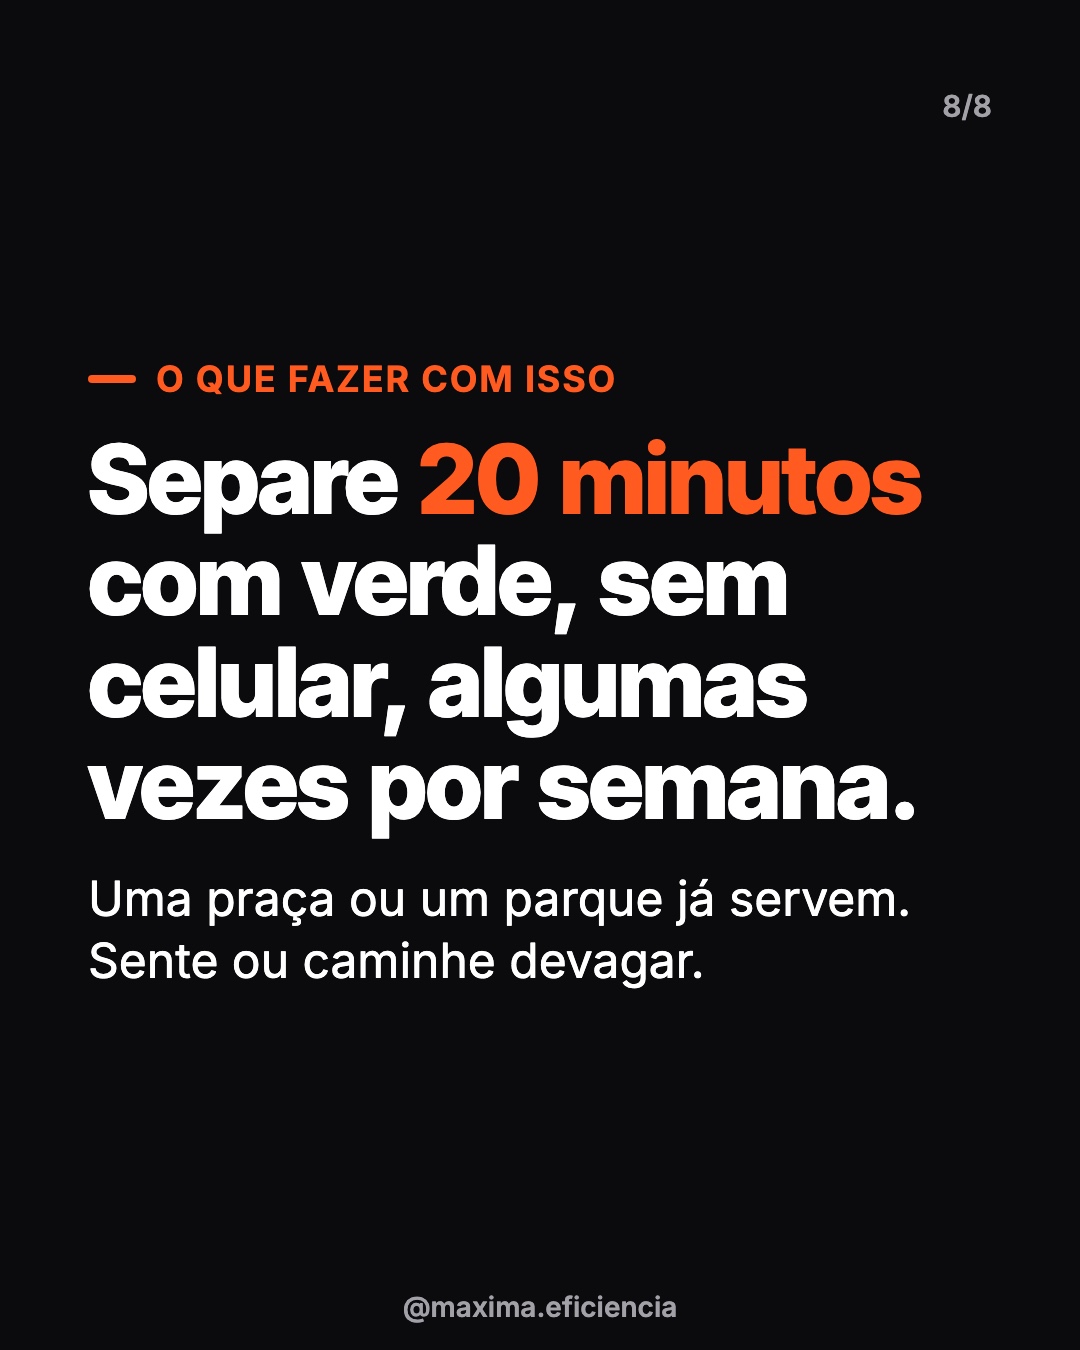 8/8
O QUE FAZER COM ISSO
Separe 20 minutos
com verde, sem
celular, algumas
vezes por semana.
Uma praça ou um parque já servem.
Sente ou caminhe devagar.
@maxima.eficiencia